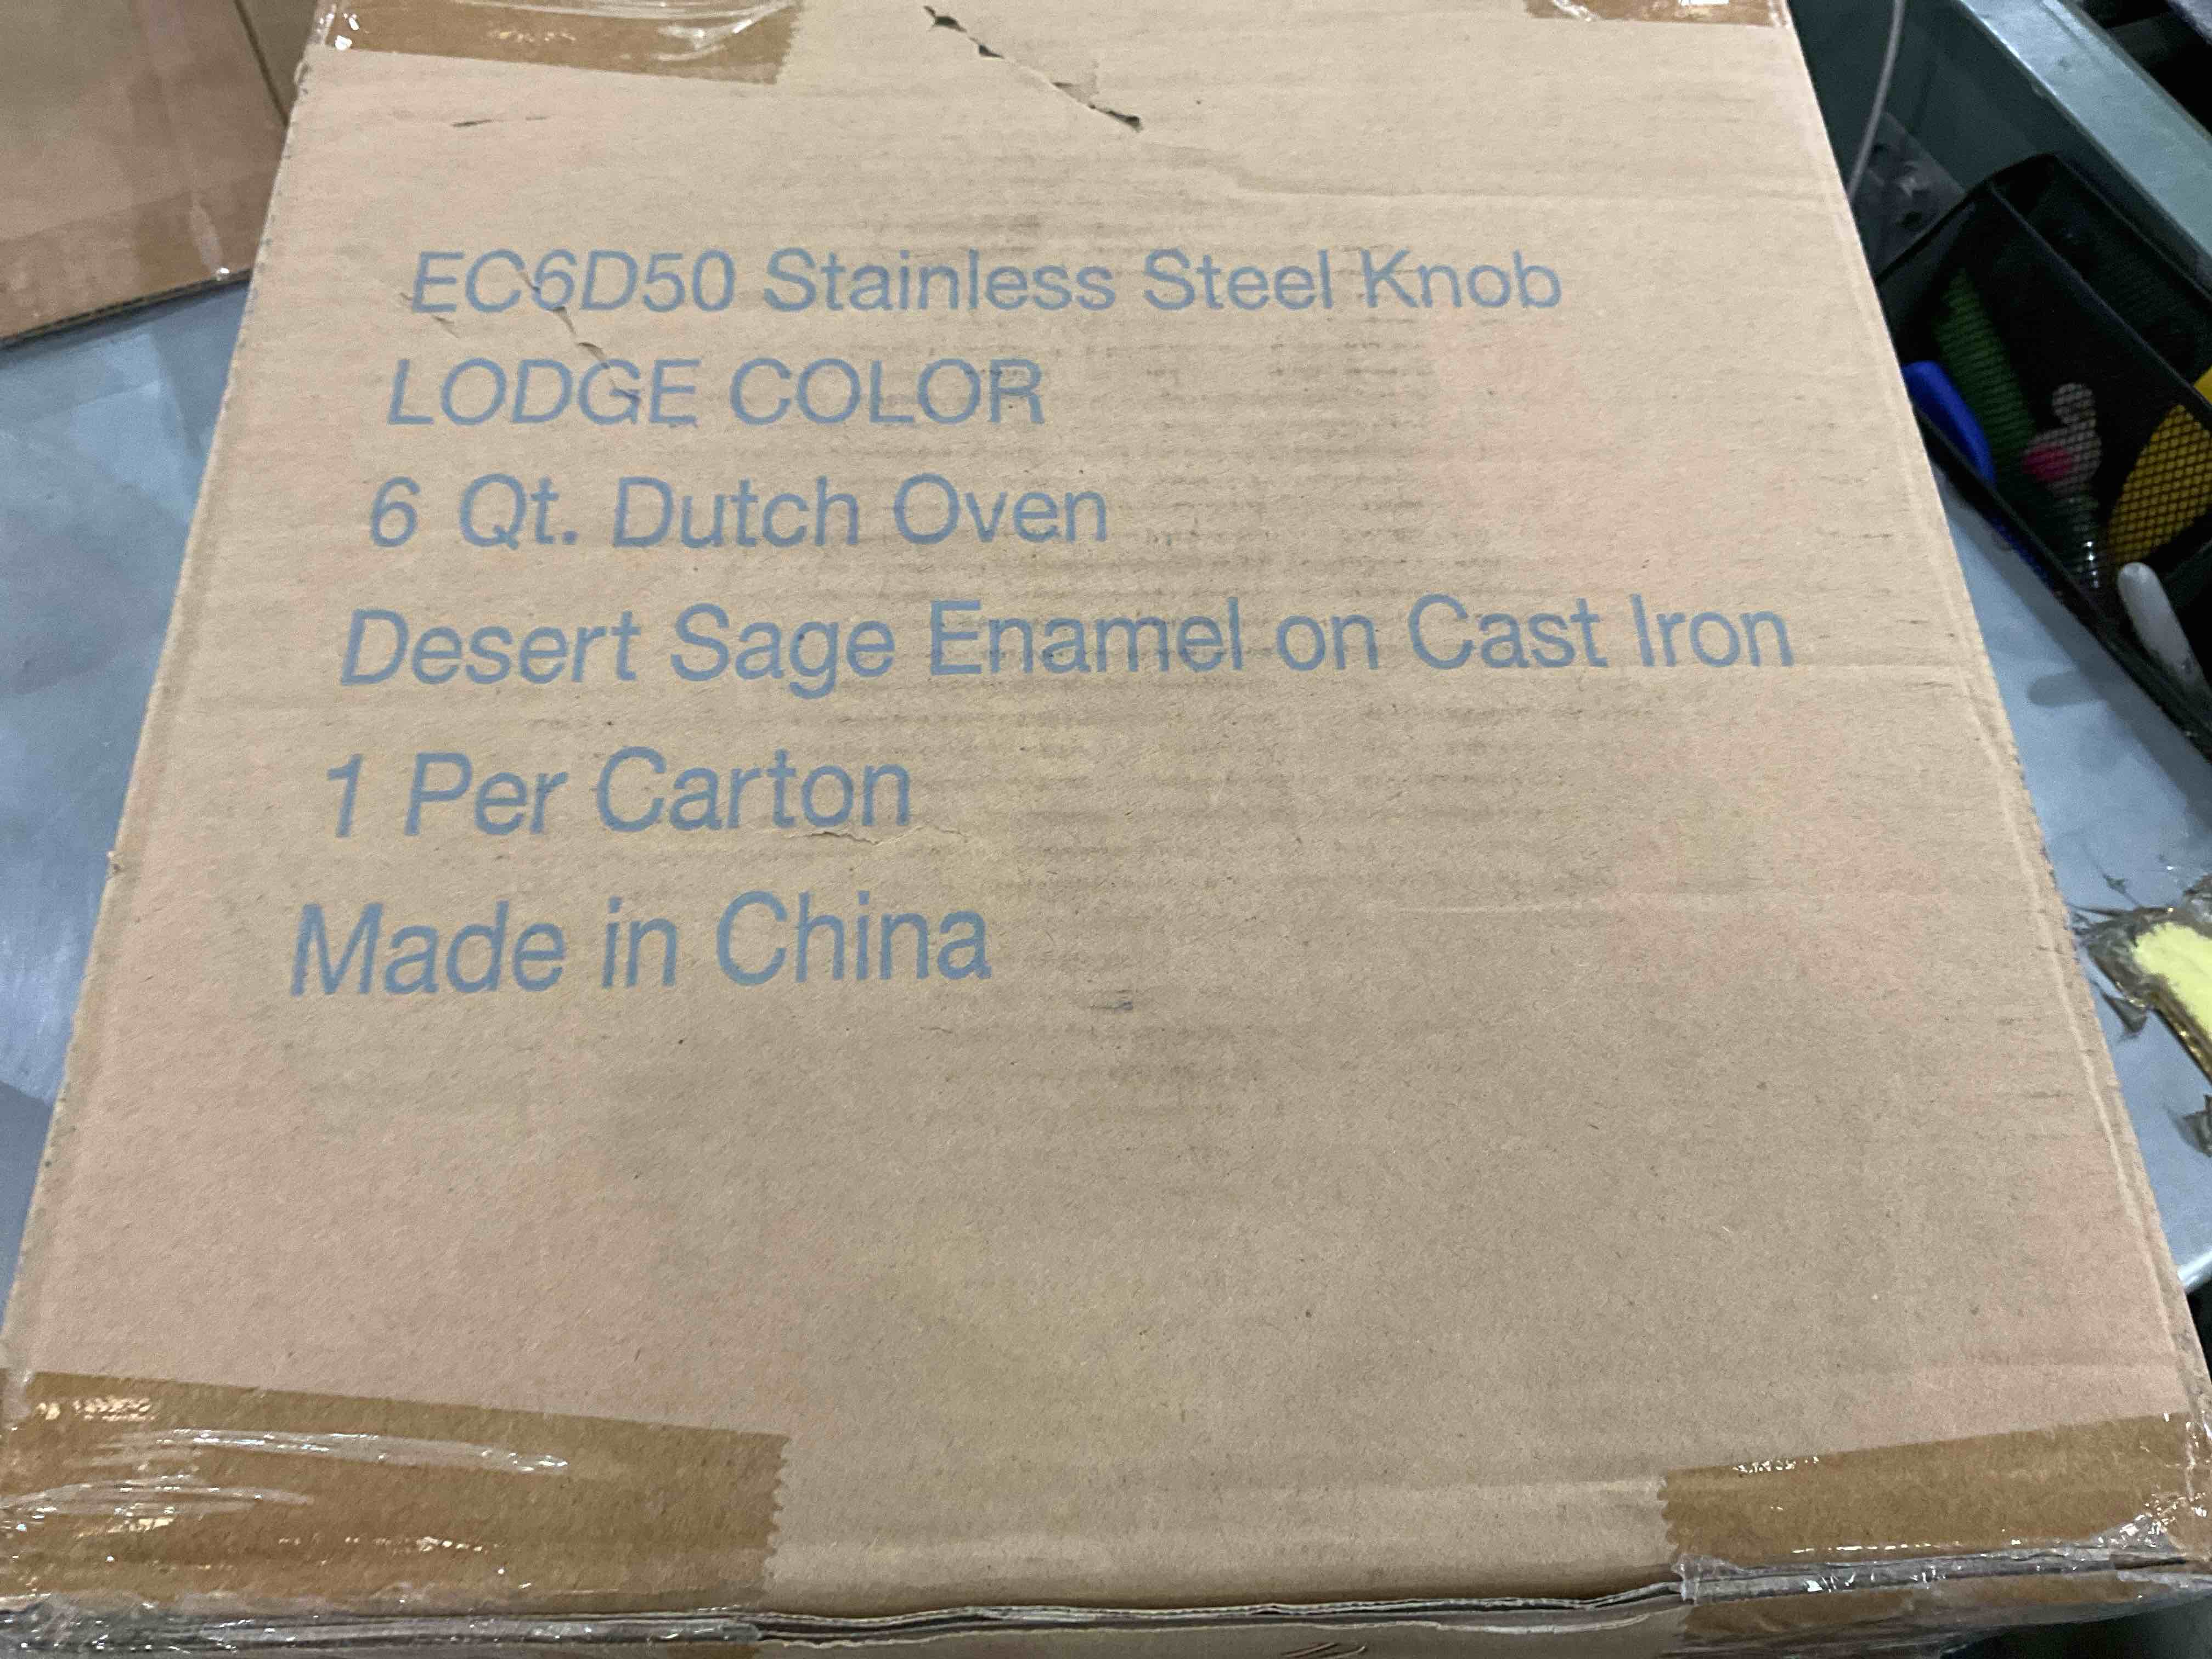 EC6D50 Stainless Steel Knob
LODGE COLOR
6 Qt. Dutch Oven
Desert Sage Enamel on Cast Iron
1 Per Carton
Made in China